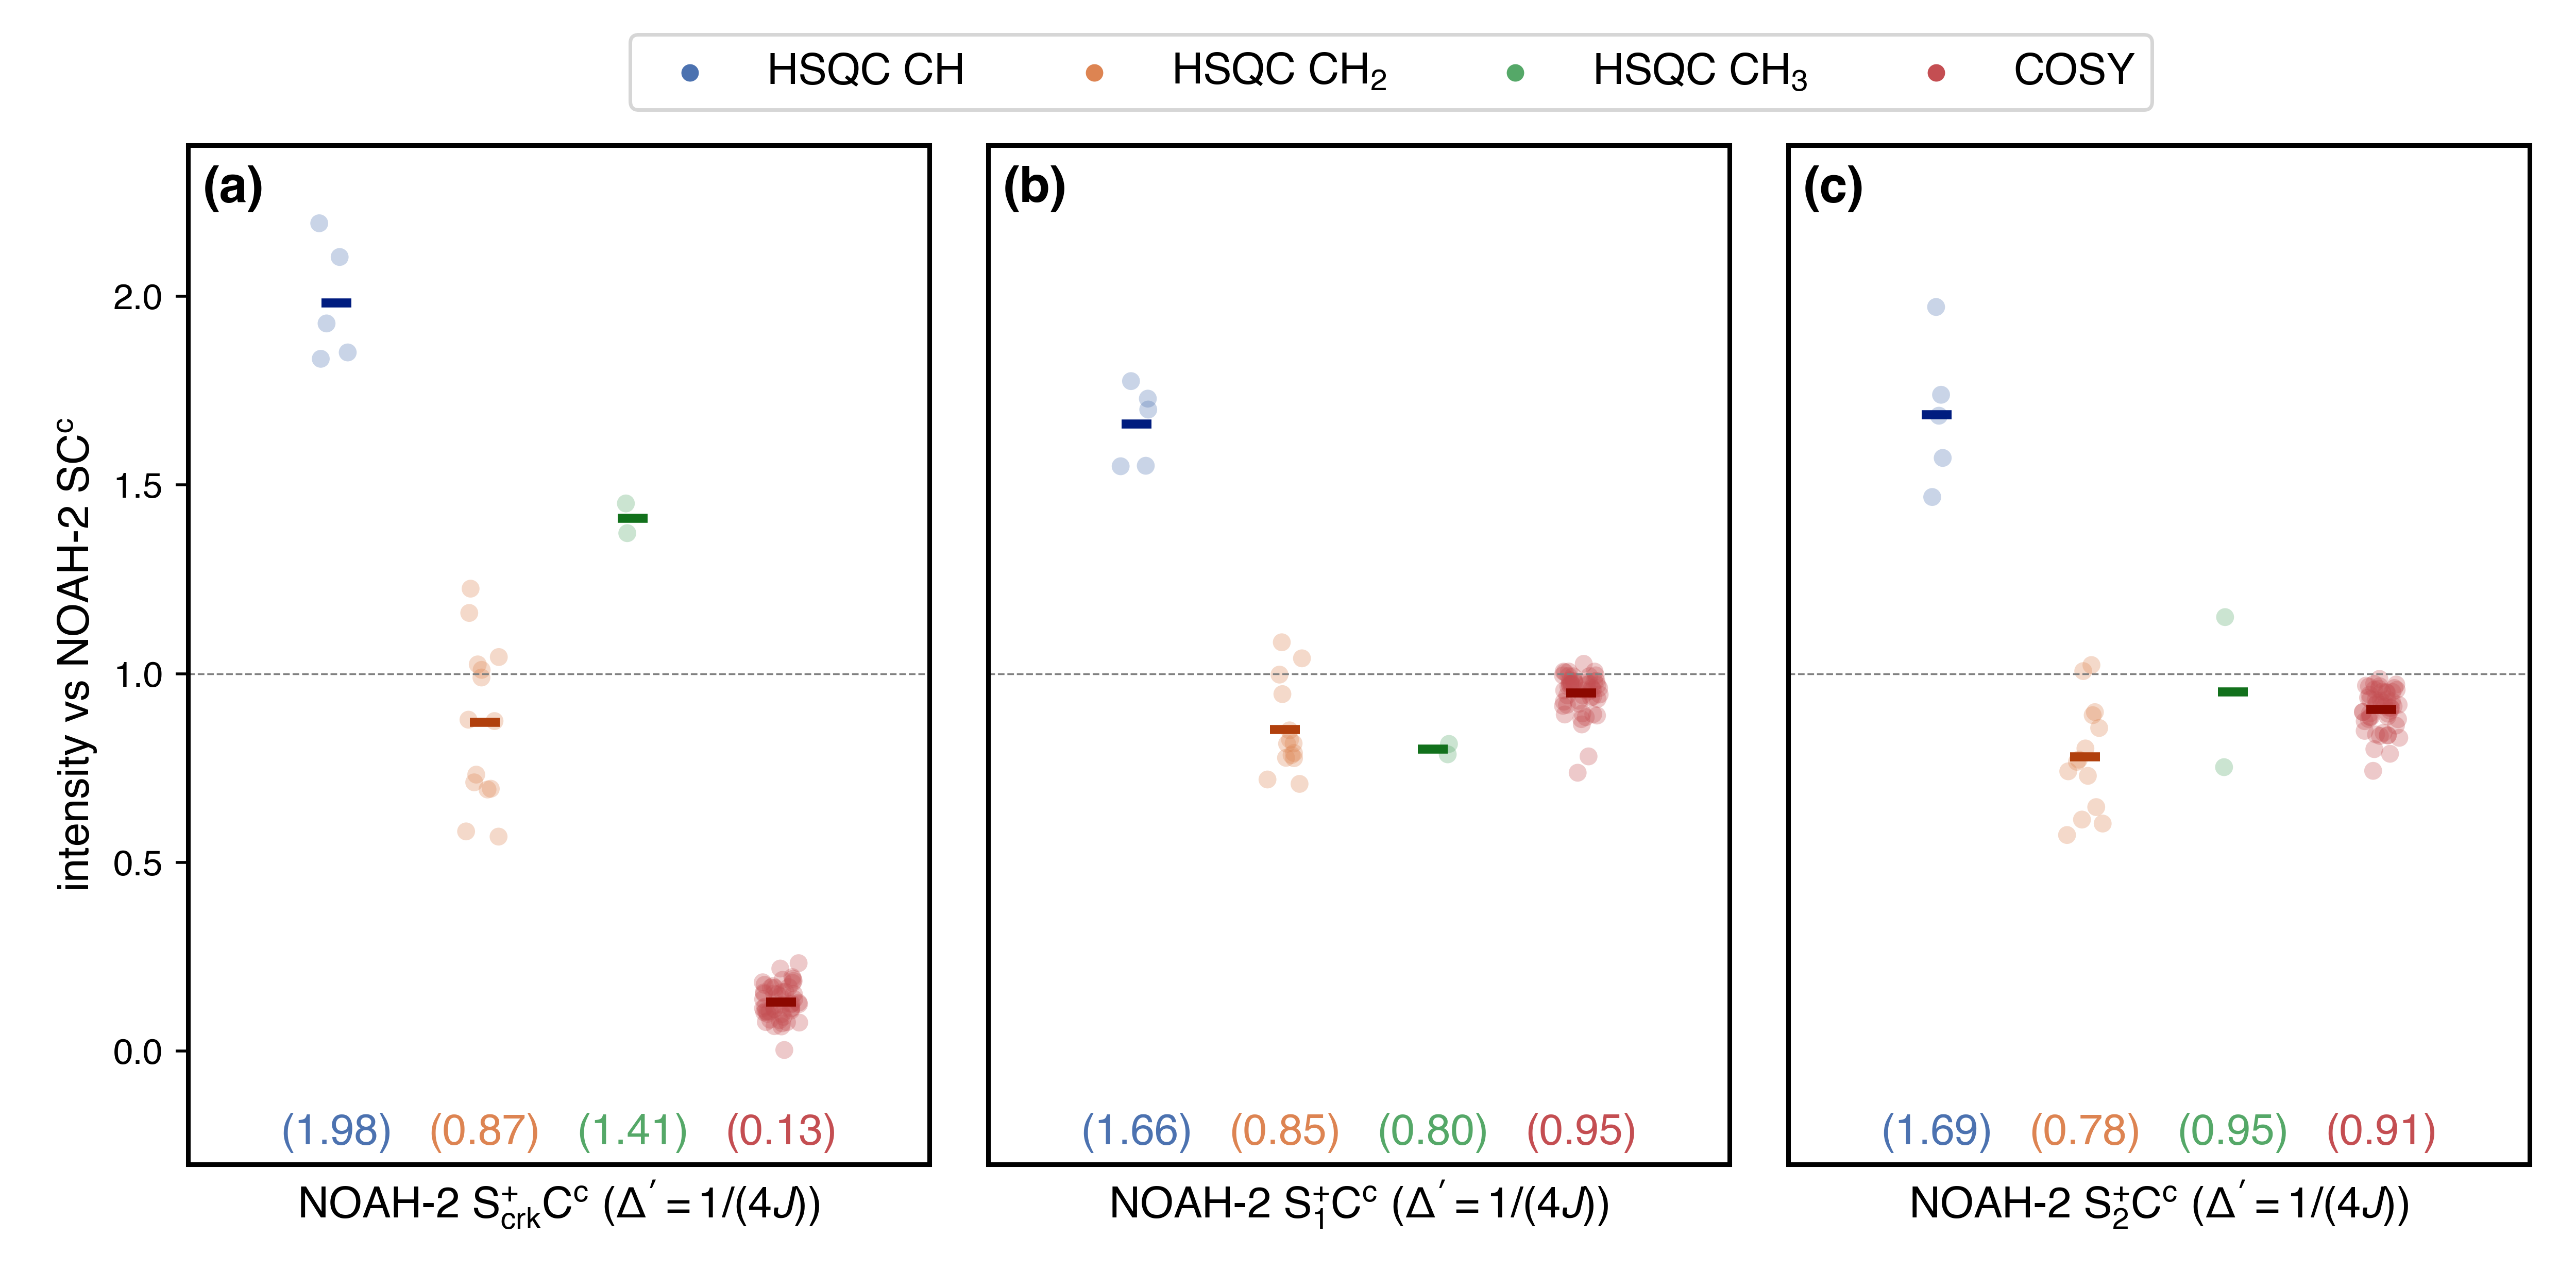 HSQC CH HSQC CH₂ HSQC CH₃ COSY
intensity vs NOAH-2 SCᶜ
2.0
1.5
1.0
0.5
0.0
(a)
(1.98) (0.87) (1.41) (0.13)
NOAH-2 S⁺crkCᶜ (Δ′ = 1/(4J))
(b)
(1.66) (0.85) (0.80) (0.95)
NOAH-2 S⁺₁Cᶜ (Δ′ = 1/(4J))
(c)
(1.69) (0.78) (0.95) (0.91)
NOAH-2 S⁺₂Cᶜ (Δ′ = 1/(4J))